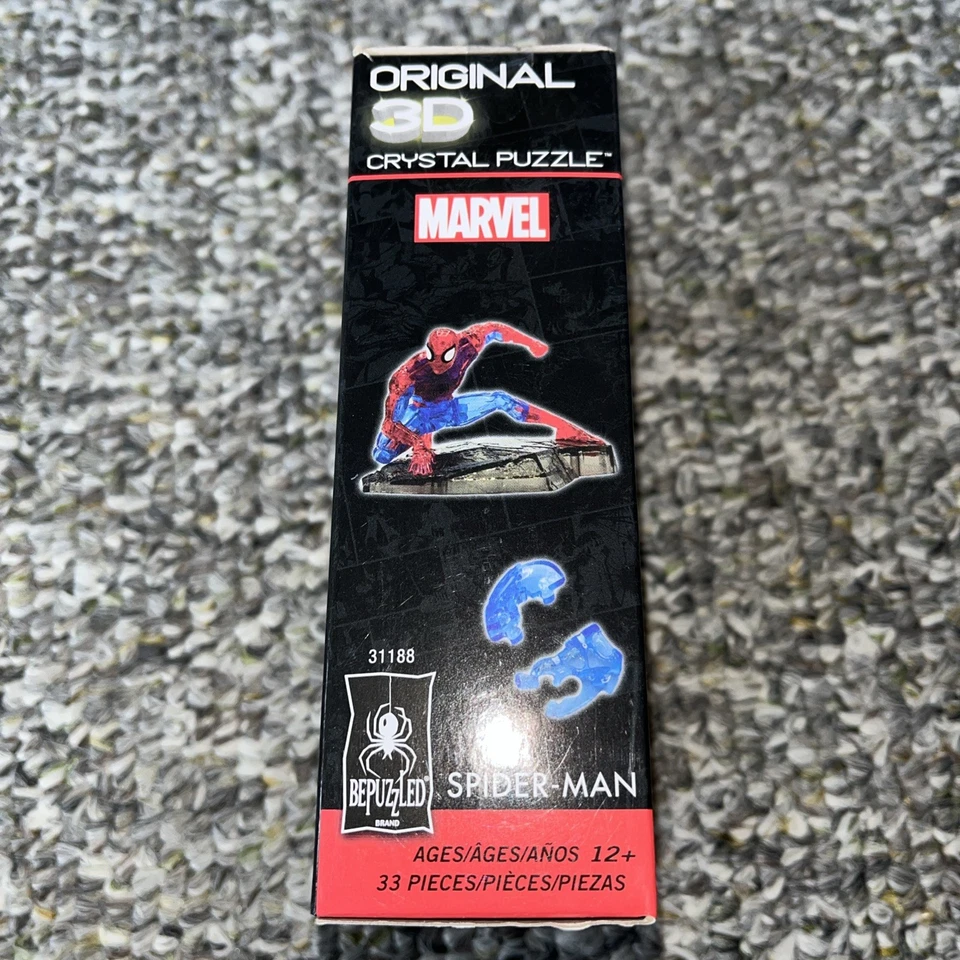 ORIGINAL
3D
CRYSTAL PUZZLE™
MARVEL
31188
BEPUZZLED®
BRAND
SPIDER-MAN
AGES/ÂGES/AÑOS 12+
33 PIECES/PIÈCES/PIEZAS